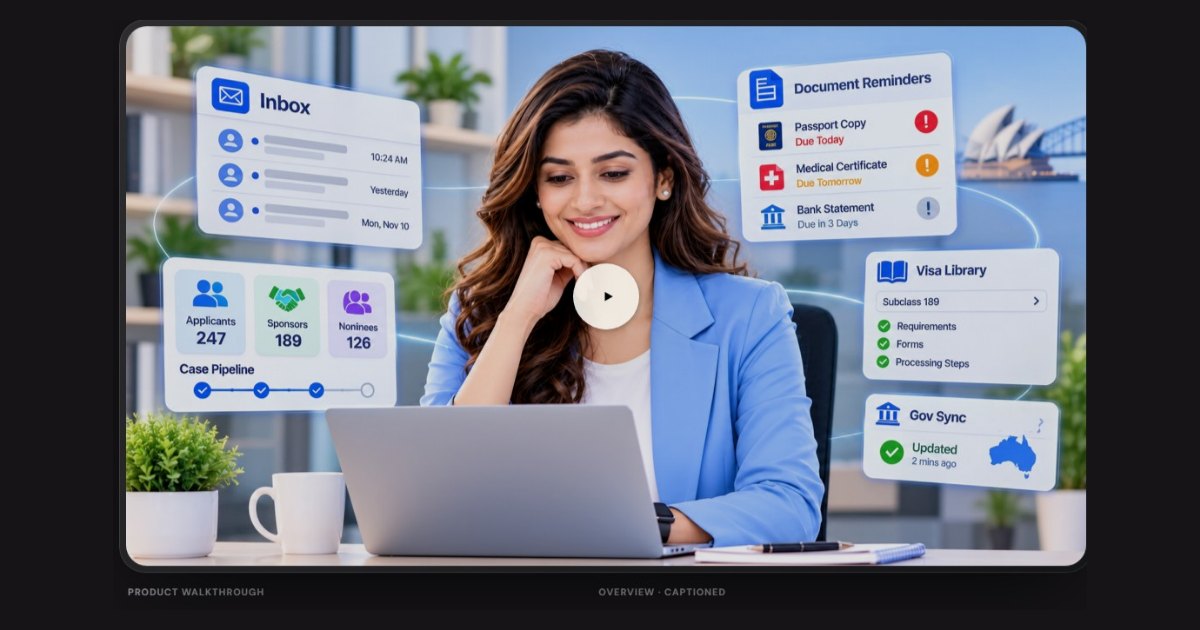 Inbox
10:24 AM
Yesterday
Mon, Nov 10
Applicants
247
Sponsors
189
Noninees
126
Case Pipeline
Document Reminders
Passport Copy
Due Today
Medical Certificate
Due Tomorrow
Bank Statement
Due in 3 Days
Visa Library
Subclass 189
Requirements
Forms
Processing Steps
Gov Sync
Updated
2 mins ago
PRODUCT WALKTHROUGH
OVERVIEW · CAPTIONED